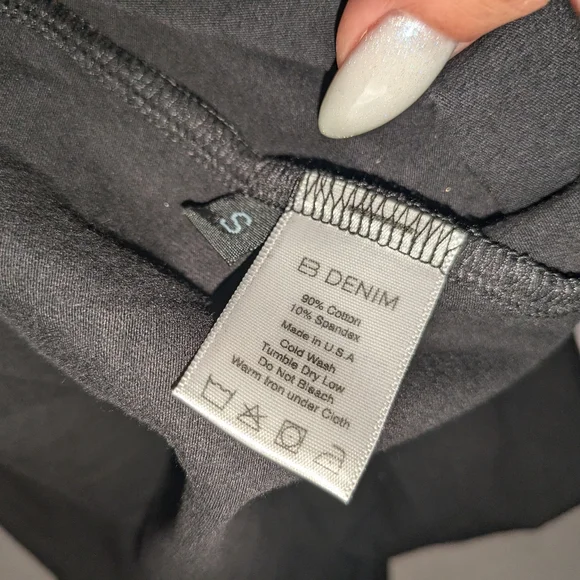 S
EB DENIM
90% Cotton
10% Spandex
Made in U.S.A
Cold Wash
Tumble Dry Low
Do Not Bleach
Warm Iron under Cloth